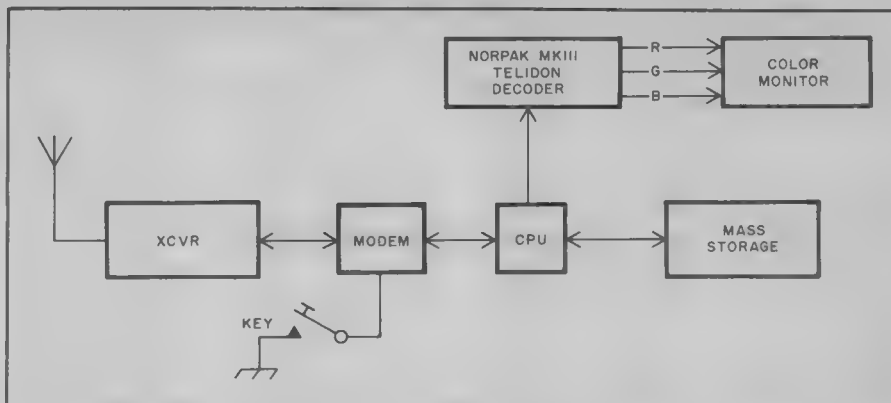 NORPAK MKIII
TELIDON
DECODER
R
G
B
COLOR
MONITOR
XCVR
MODEM
CPU
MASS
STORAGE
KEY